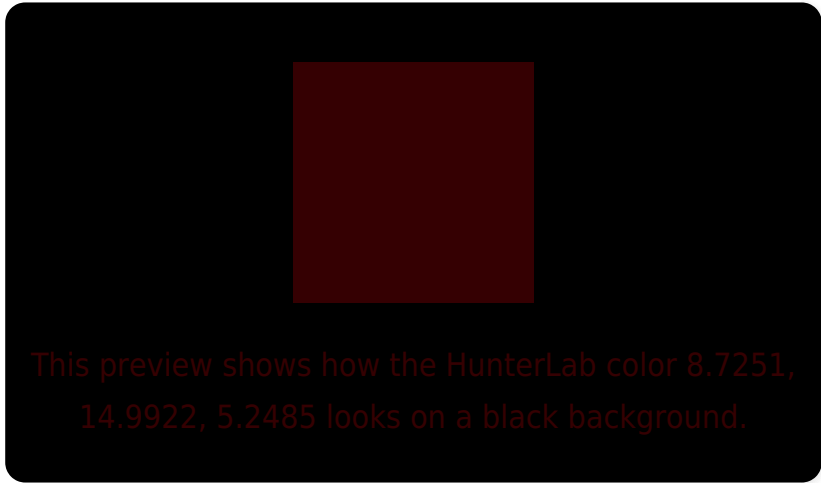 This preview shows how the HunterLab color 8.7251,
14.9922, 5.2485 looks on a black background.